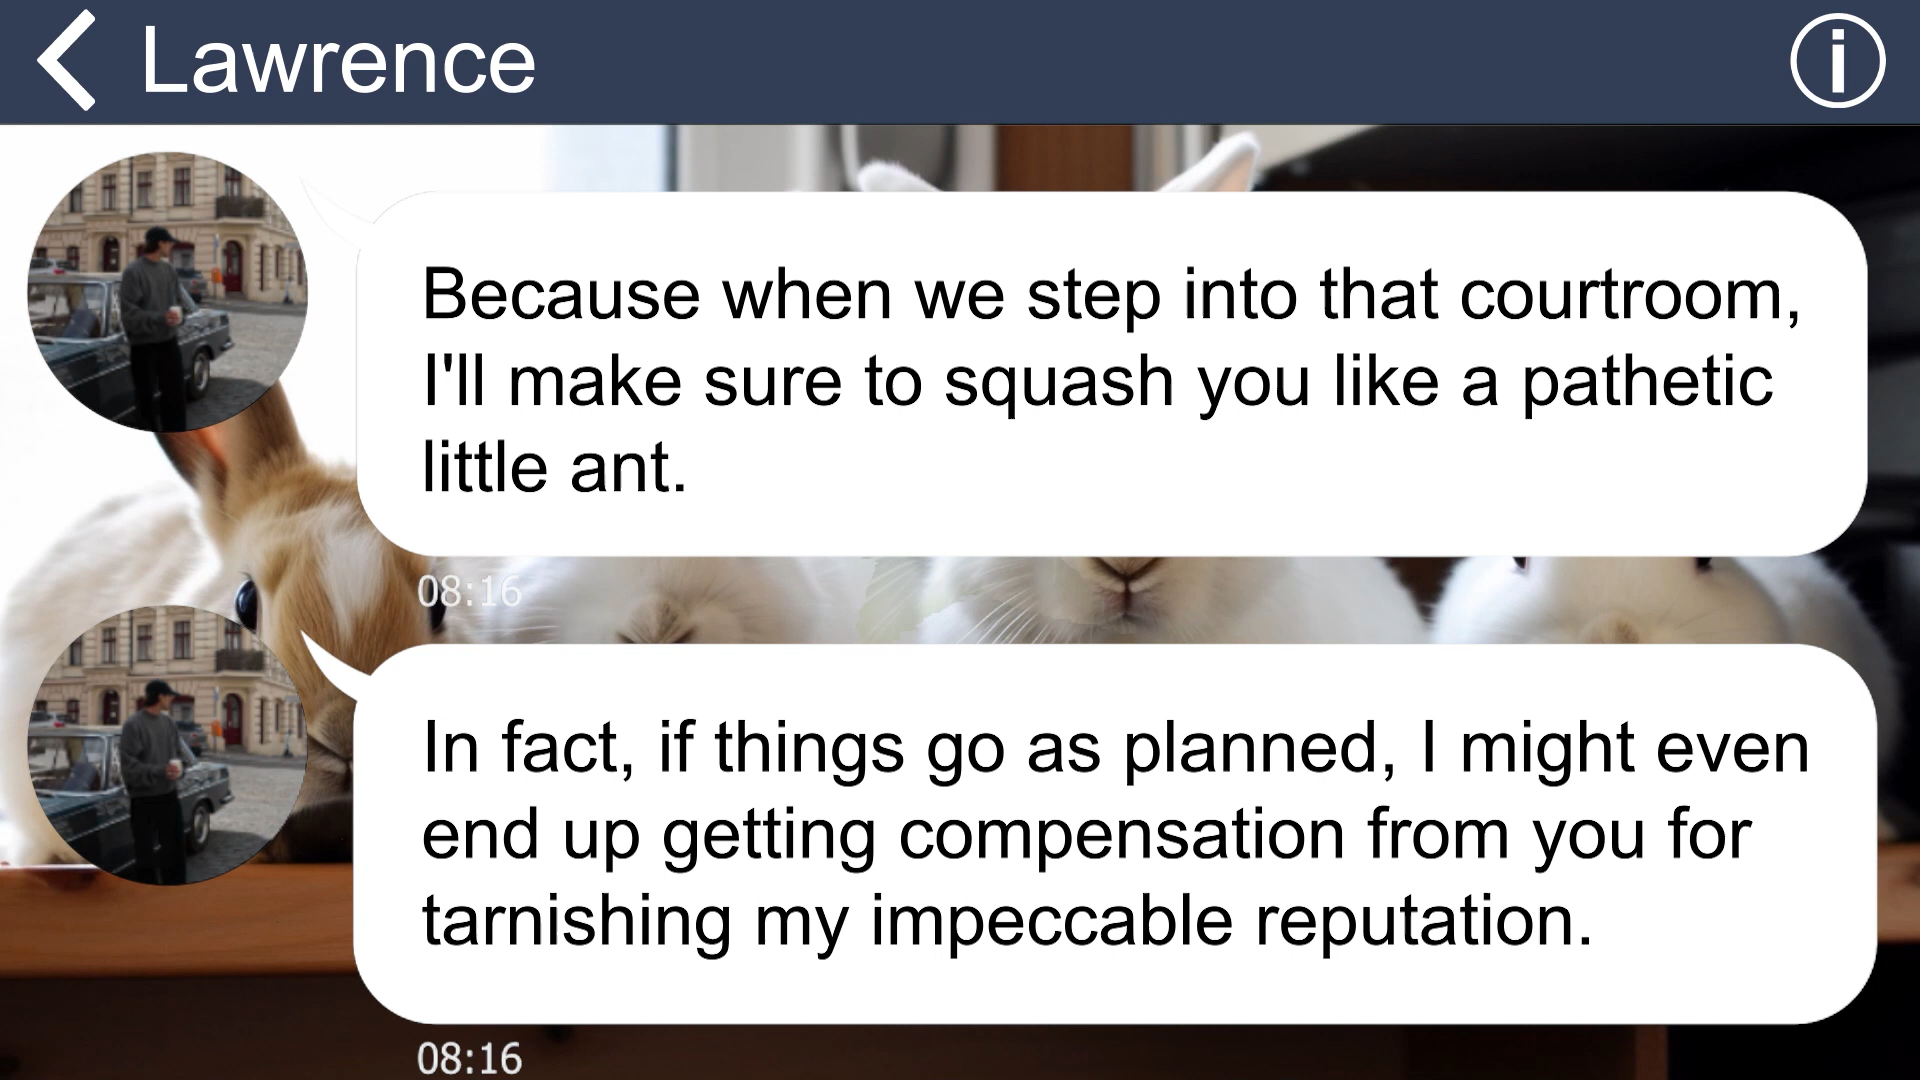 Lawrence
Because when we step into that courtroom,
I'll make sure to squash you like a pathetic
little ant.
08:16
In fact, if things go as planned, I might even
end up getting compensation from you for
tarnishing my impeccable reputation.
08:16